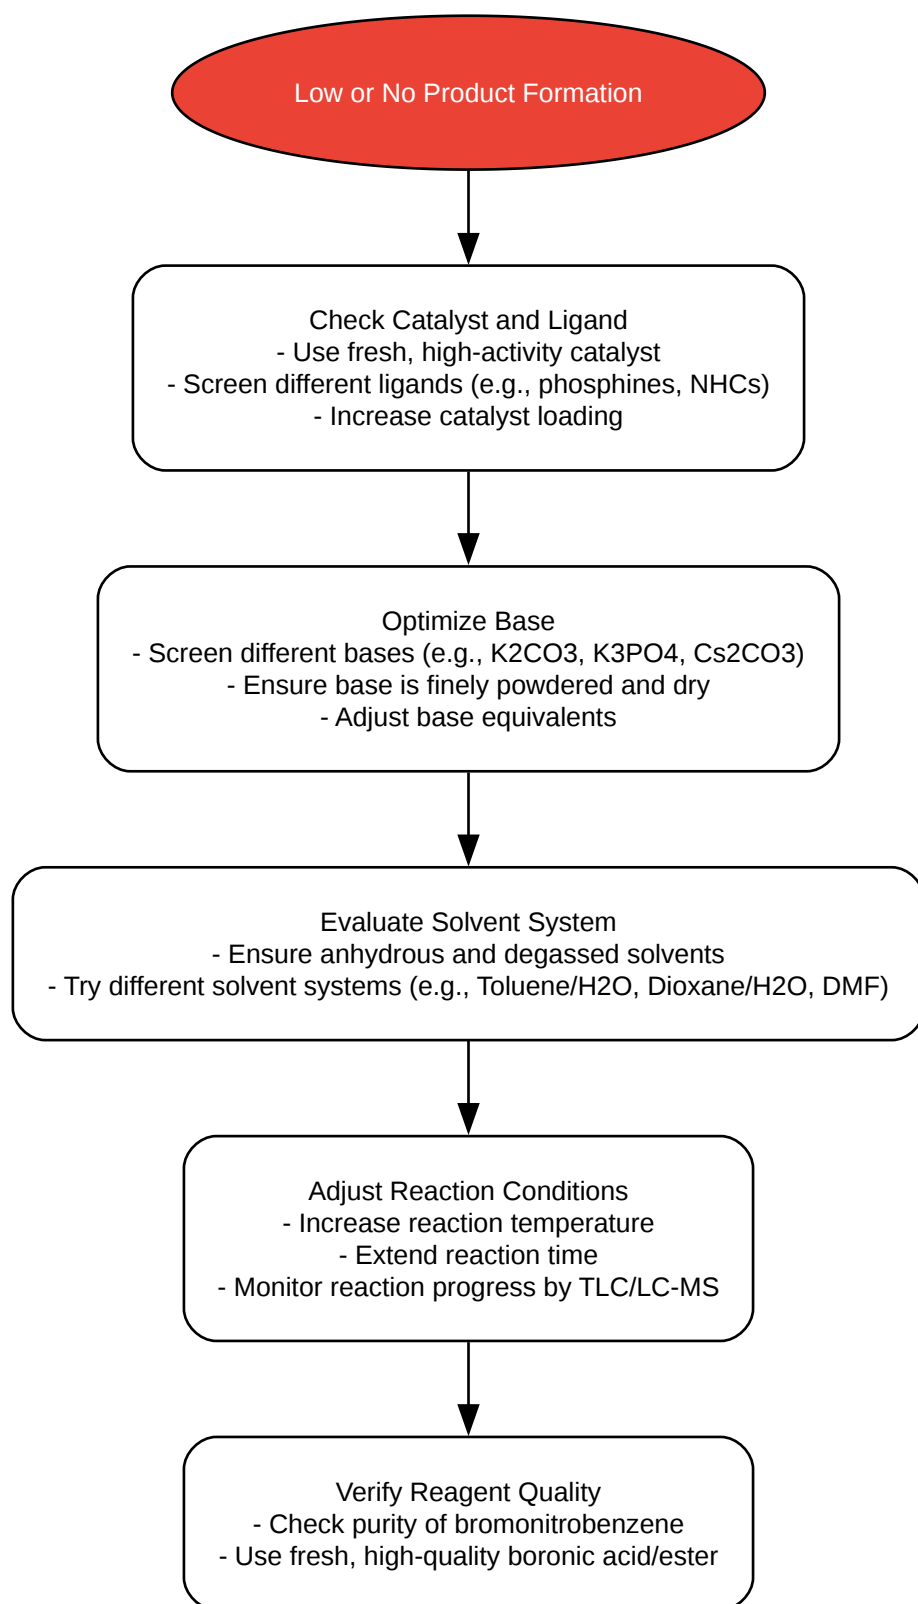 Low or No Product Formation
Check Catalyst and Ligand
- Use fresh, high-activity catalyst
- Screen different ligands (e.g., phosphines, NHCs)
- Increase catalyst loading
Optimize Base
- Screen different bases (e.g., K2CO3, K3PO4, Cs2CO3)
- Ensure base is finely powdered and dry
- Adjust base equivalents
Evaluate Solvent System
- Ensure anhydrous and degassed solvents
- Try different solvent systems (e.g., Toluene/H2O, Dioxane/H2O, DMF)
Adjust Reaction Conditions
- Increase reaction temperature
- Extend reaction time
- Monitor reaction progress by TLC/LC-MS
Verify Reagent Quality
- Check purity of bromonitrobenzene
- Use fresh, high-quality boronic acid/ester